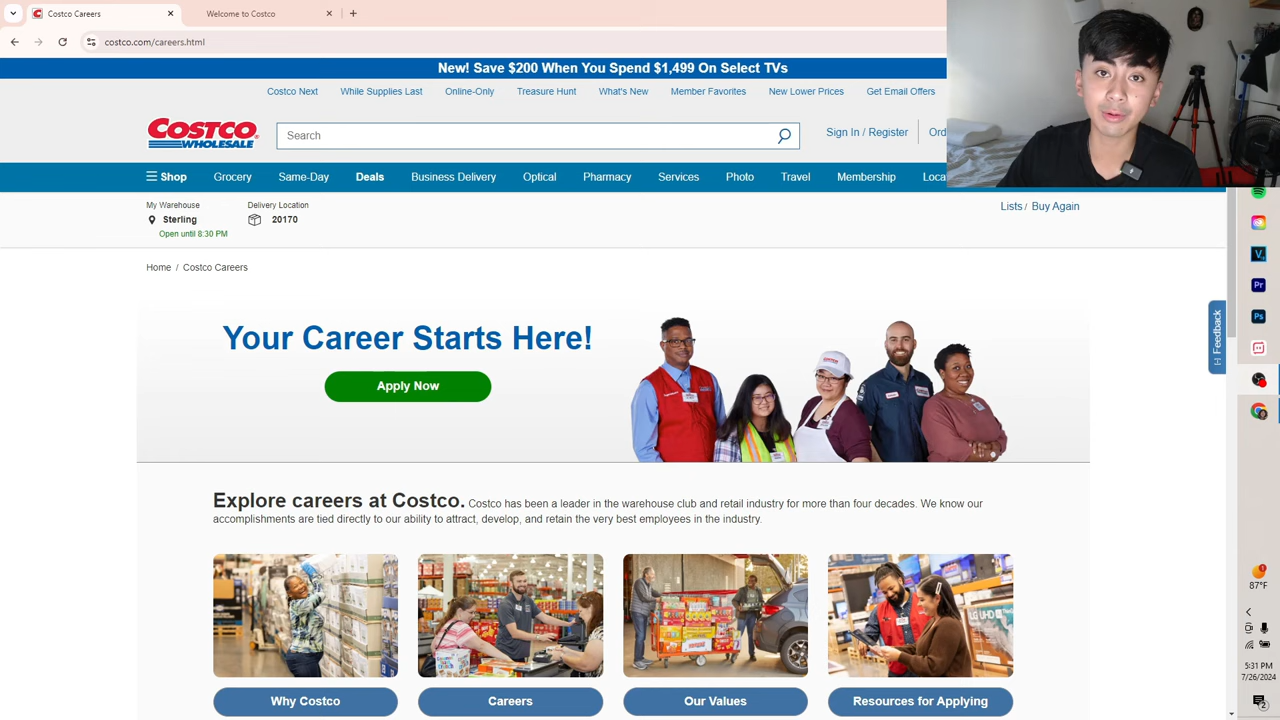 Costco Careers
Welcome to Costco
costco.com/careers.html
New! Save $200 When You Spend $1,499 On Select TVs
Costco Next While Supplies Last Online-Only Treasure Hunt What's New Member Favorites New Lower Prices Get Email Offers
COSTCO
WHOLESALE
Search
Sign In / Register
Ord
Shop Grocery Same-Day Deals Business Delivery Optical Pharmacy Services Photo Travel Membership Loca
My Warehouse
Sterling
Open until 8:30 PM
Delivery Location
20170
Lists / Buy Again
Home / Costco Careers
Your Career Starts Here!
Apply Now
Feedback
Explore careers at Costco. Costco has been a leader in the warehouse club and retail industry for more than four decades. We know our
accomplishments are tied directly to our ability to attract, develop, and retain the very best employees in the industry.
Why Costco
Careers
Our Values
Resources for Applying
Pr
Ps
87°F
5:31 PM
7/26/2024
2